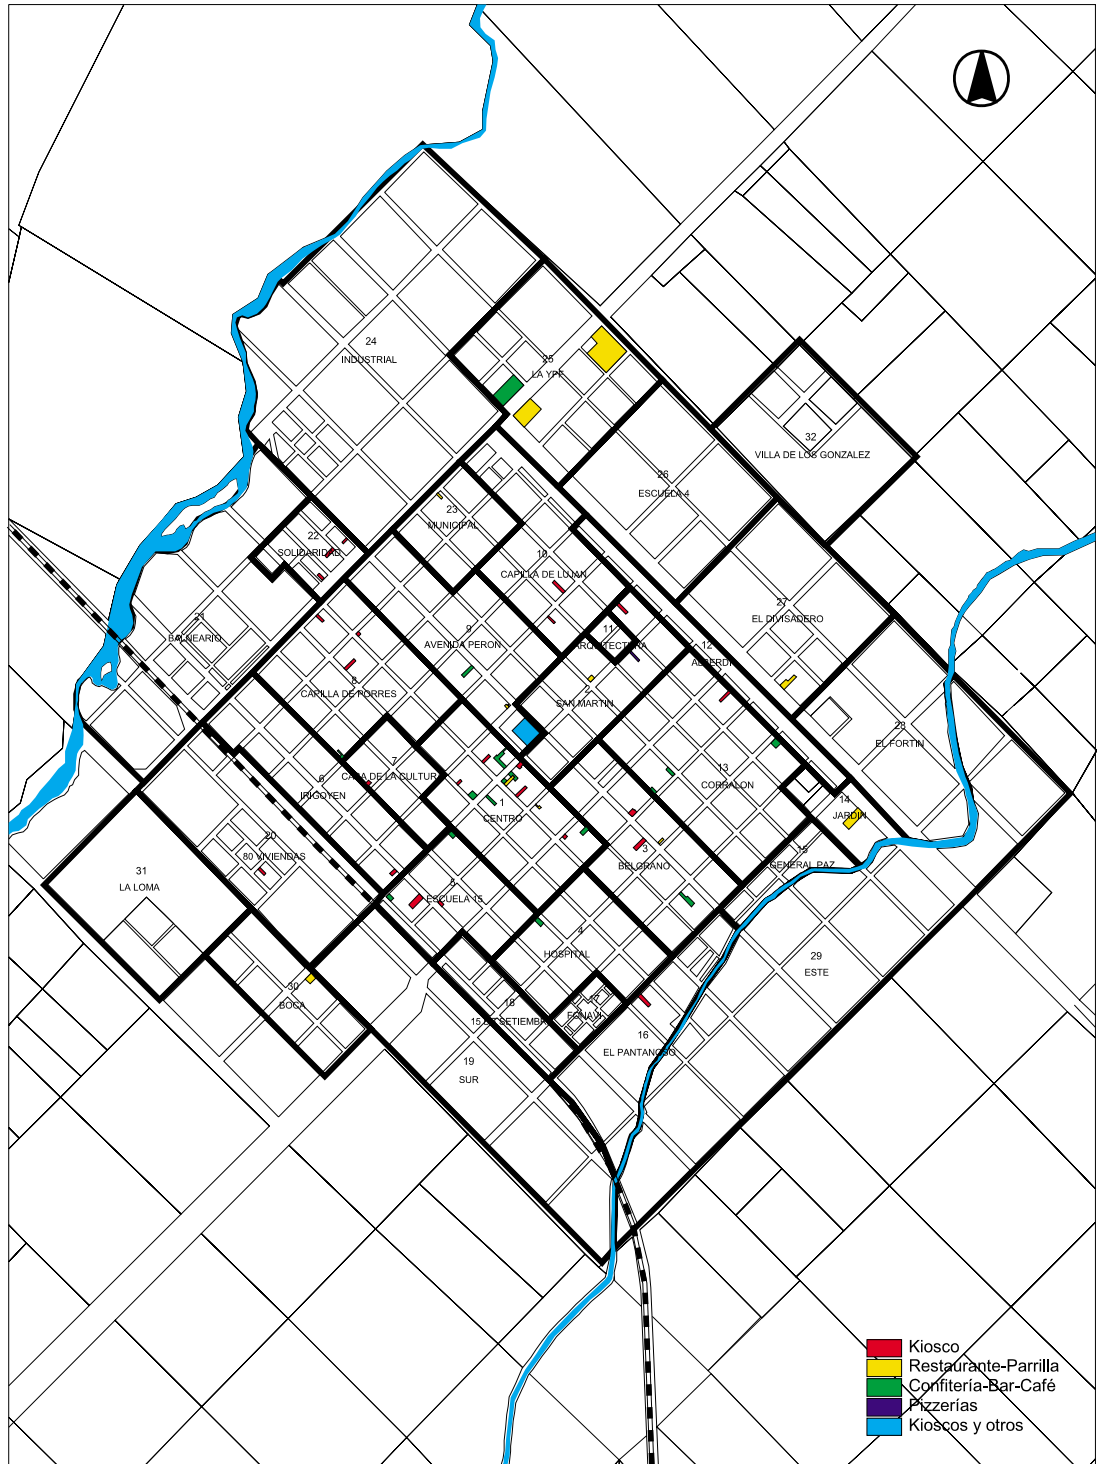 24
INDUSTRIAL
25
LA YPF
32
VILLA DE LOS GONZALEZ
26
ESCUELA 4
23
MUNICIPAL
22
SOLIDARIDAD
10
CAPILLA DE LUJAN
27
EL DIVISADERO
21
BALNEARIO
9
AVENIDA PERON
11
ARQUITECTURA
12
ALBERDI
8
CAPILLA DE PORRES
2
SAN MARTIN
28
EL FORTIN
7
CASA DE LA CULTURA
6
IRIGOYEN
13
CORRALON
1
CENTRO
14
JARDIN
20
80 VIVIENDAS
3
BELGRANO
15
GENERAL PAZ
31
LA LOMA
5
ESCUELA 15
4
HOSPITAL
29
ESTE
30
BOCA
18
15 DE SETIEMBRE
FONAVI
16
EL PANTANOSO
19
SUR
Kiosco
Restaurante-Parrilla
Confitería-Bar-Café
Pizzerías
Kioscos y otros